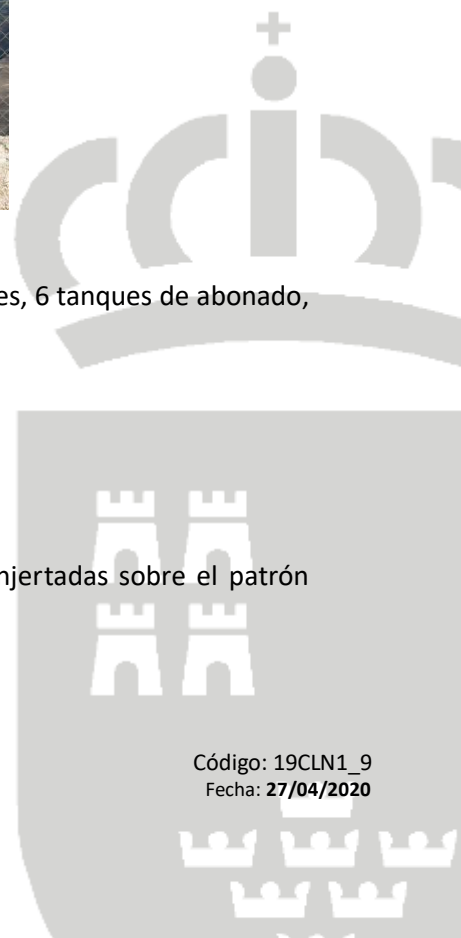 es, 6 tanques de abonado,
njertadas sobre el patrón
Código: 19CLN1_9
Fecha: 27/04/2020